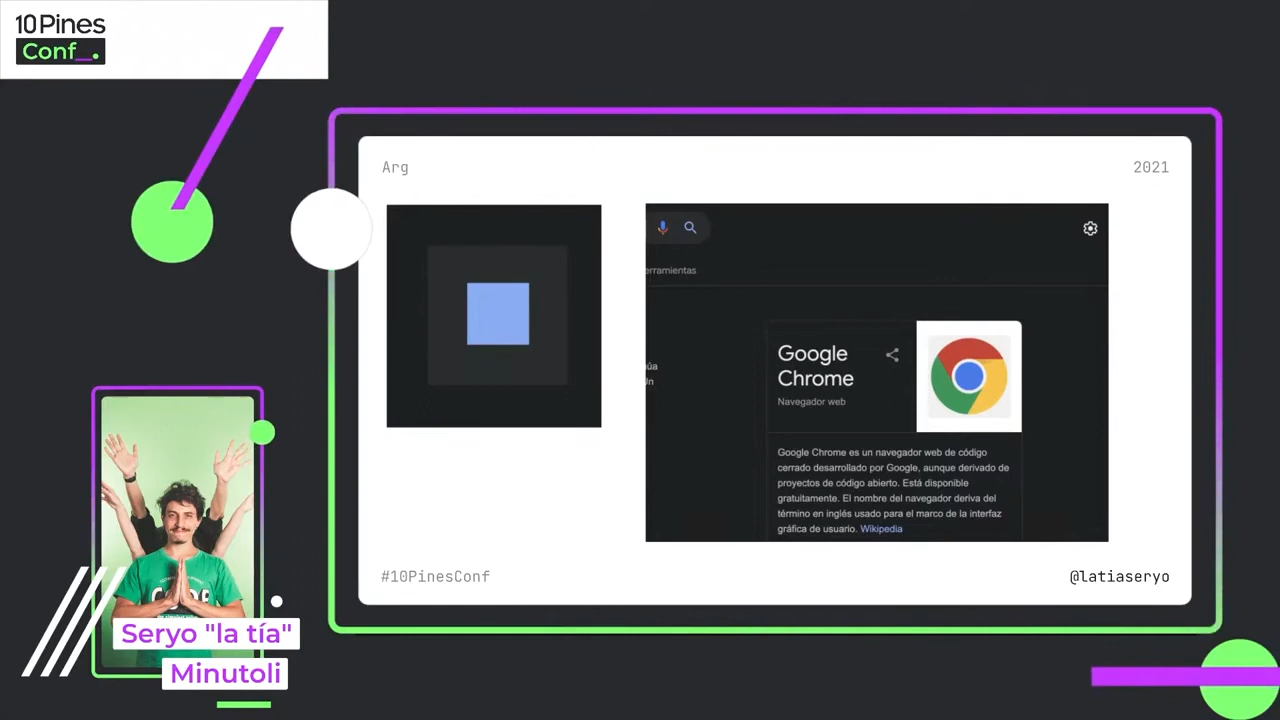 10Pines
Conf_.
Arg
2021
erramientas
úa
Un
Google
Chrome
Navegador web
Google Chrome es un navegador web de código
cerrado desarrollado por Google, aunque derivado de
proyectos de código abierto. Está disponible
gratuitamente. El nombre del navegador deriva del
término en inglés usado para el marco de la interfaz
gráfica de usuario. Wikipedia
#10PinesConf
@latiaseryo
Seryo "la tía"
Minutoli